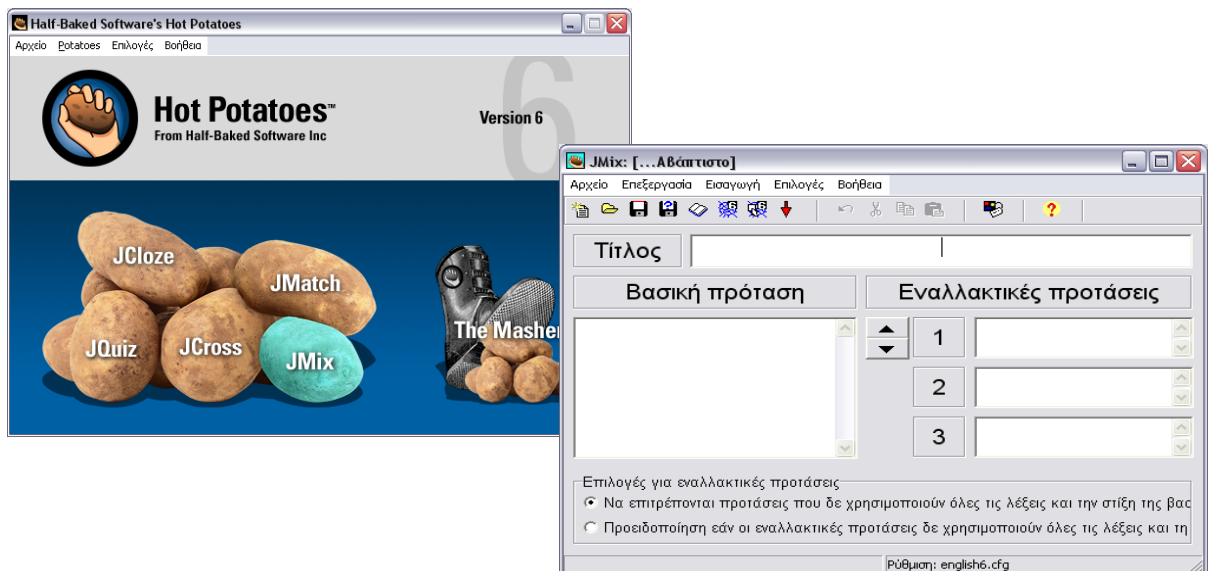 Half-Baked Software's Hot Potatoes
Αρχείο Potatoes Επιλογές Βοήθεια
6
Hot Potatoes™
From Half-Baked Software Inc
Version 6
JCloze
JMatch
JQuiz
JCross
JMix
The Masher
JMix: [...Αβάπτιστο]
Αρχείο Επεξεργασία Εισαγωγή Επιλογές Βοήθεια
Τίτλος
Βασική πρόταση
Εναλλακτικές προτάσεις
1
2
3
Επιλογές για εναλλακτικές προτάσεις
Να επιτρέπονται προτάσεις που δε χρησιμοποιούν όλες τις λέξεις και την στίξη της βασ
Προειδοποίηση εάν οι εναλλακτικές προτάσεις δε χρησιμοποιούν όλες τις λέξεις και τη
Ρύθμιση: english6.cfg